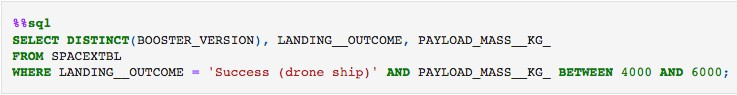 %%sql
SELECT DISTINCT(BOOSTER_VERSION), LANDING__OUTCOME, PAYLOAD_MASS__KG_
FROM SPACEXTBL
WHERE LANDING__OUTCOME = 'Success (drone ship)' AND PAYLOAD_MASS__KG_ BETWEEN 4000 AND 6000;